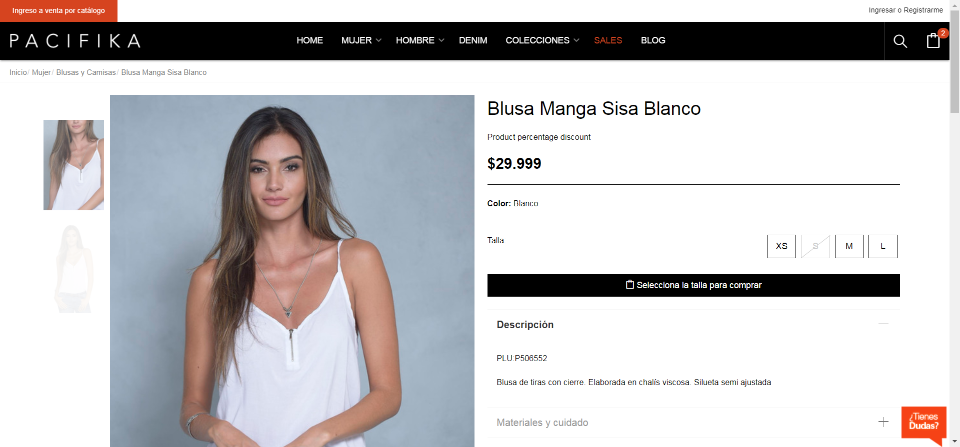 Ingreso a venta por catálogo
Ingresar o Registrarme
PACIFIKA
HOME MUJER HOMBRE DENIM COLECCIONES SALES BLOG
2
Inicio/ Mujer/ Blusas y Camisas/ Blusa Manga Sisa Blanco
Blusa Manga Sisa Blanco
Product percentage discount
$29.999
Color: Blanco
Talla
XS S M L
Selecciona la talla para comprar
Descripción
PLU:P506552
Blusa de tiras con cierre. Elaborada en chalís viscosa. Silueta semi ajustada
Materiales y cuidado
¿Tienes
Dudas?